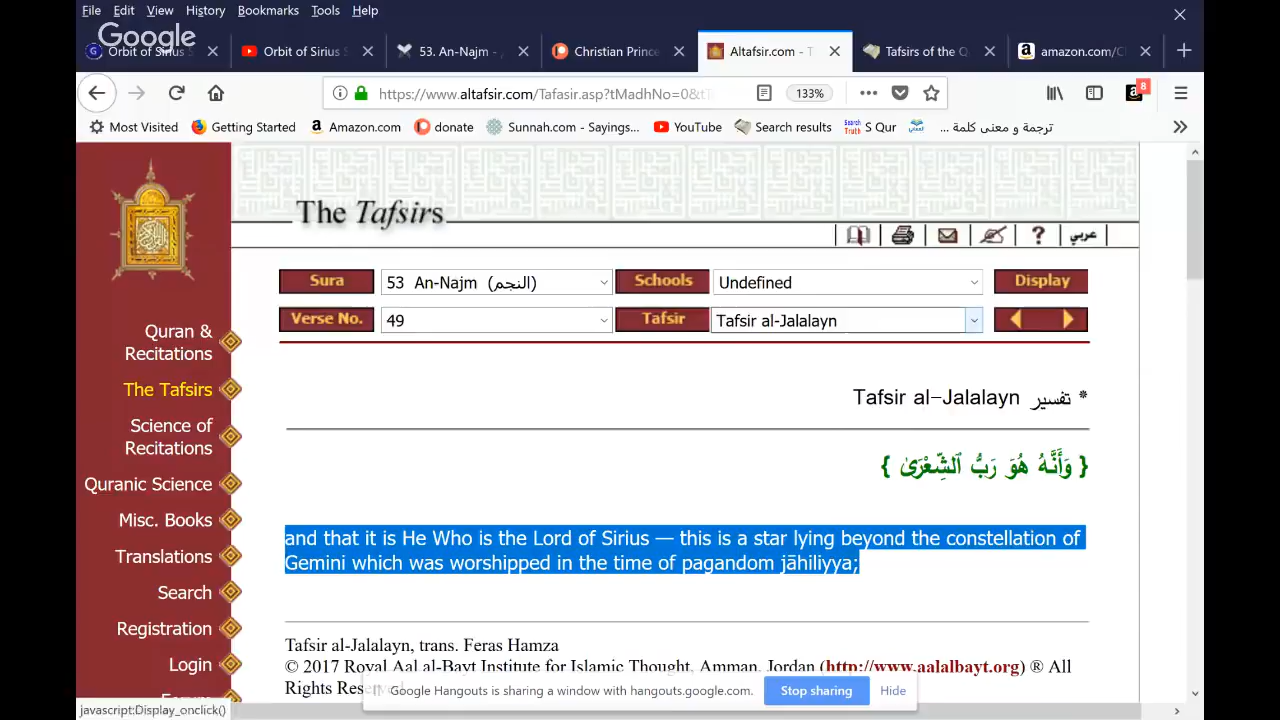 File Edit View History Bookmarks Tools Help
Google
Orbit of Sirius
Orbit of Sirius S
53. An-Najm -
Christian Prince
Altafsir.com - T
Tafsirs of the Q
amazon.com/C
https://www.altafsir.com/Tafasir.asp?tMadhNo=0&tT
133%
8
Most Visited Getting Started Amazon.com donate Sunnah.com - Sayings... YouTube Search results S Qur ترجمة و معنى كلمة ...
The Tafsirs
عربي
Sura 53 An-Najm (النجم) Schools Undefined Display
Verse No. 49 Tafsir Tafsir al-Jalalayn
Quran &
Recitations
The Tafsirs
Science of
Recitations
Quranic Science
Misc. Books
Translations
Search
Registration
Login
* تفسير Tafsir al-Jalalayn
{ وَأَنَّهُ هُوَ رَبُّ ٱلشِّعْرَىٰ }
and that it is He Who is the Lord of Sirius — this is a star lying beyond the constellation of
Gemini which was worshipped in the time of pagandom jāhiliyya;
Tafsir al-Jalalayn, trans. Feras Hamza
© 2017 Royal Aal al-Bayt Institute for Islamic Thought, Amman, Jordan (http://www.aalalbayt.org) ® All
Rights Reserved
Google Hangouts is sharing a window with hangouts.google.com. Stop sharing Hide
javascript:Display_onclick()